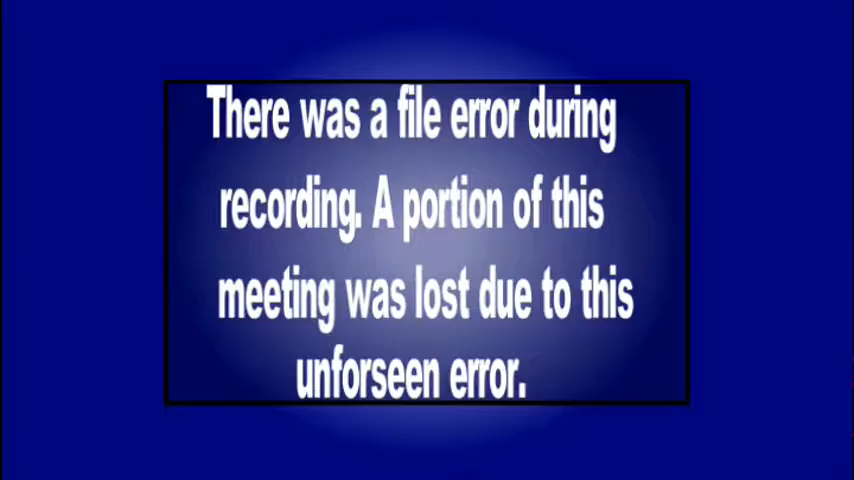 There was a file error during
recording. A portion of this
meeting was lost due to this
unforseen error.